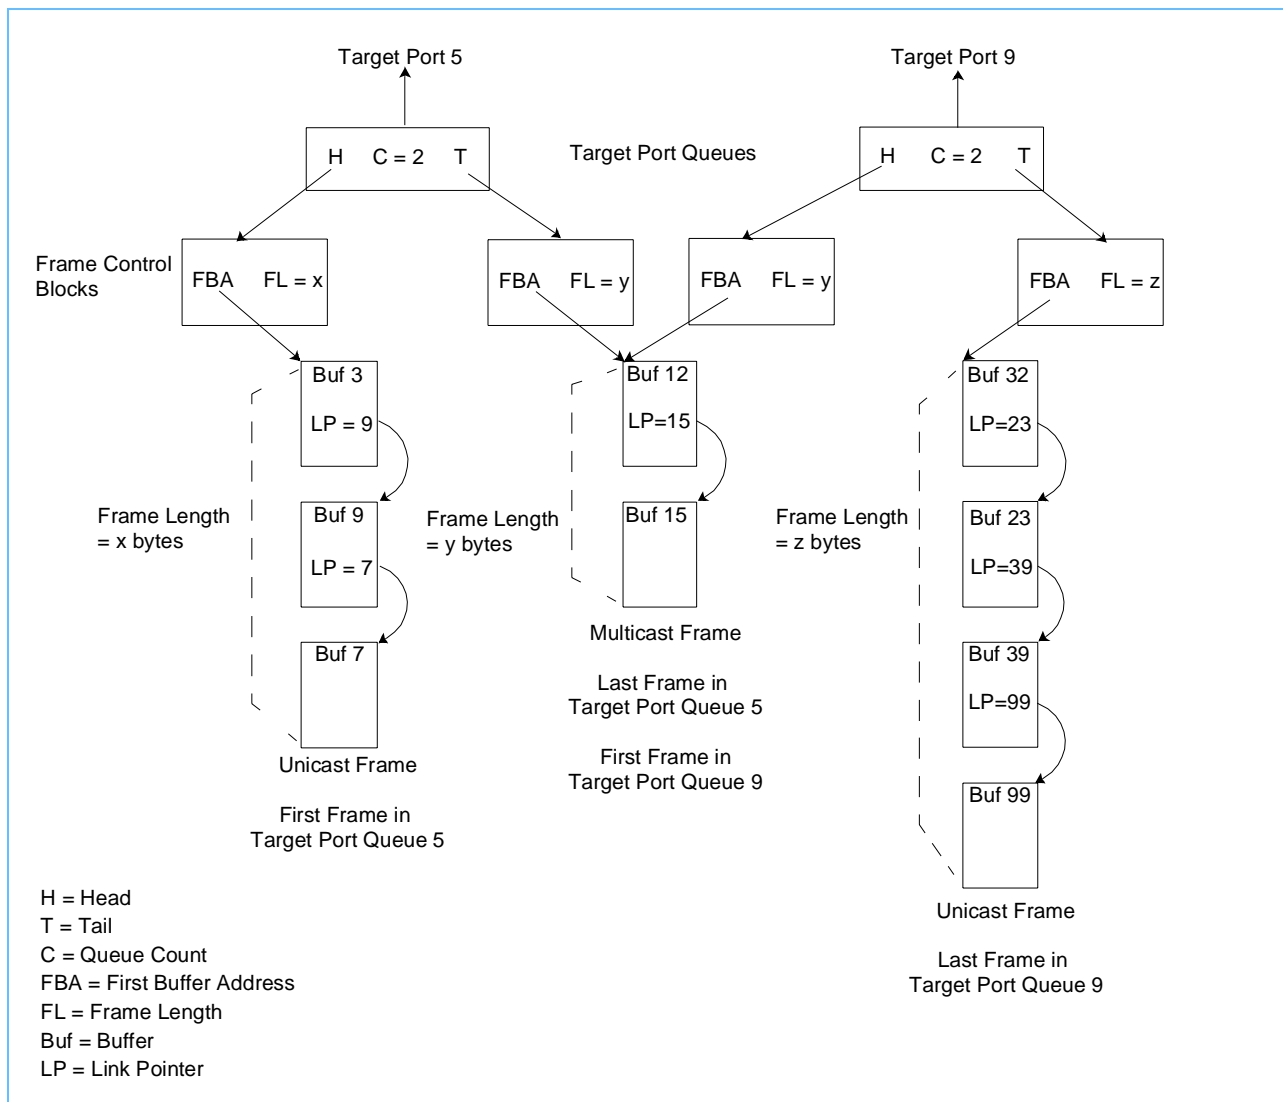 Target Port 5
Target Port 9
H C = 2 T
Target Port Queues
H C = 2 T
Frame Control
Blocks
FBA FL = x
FBA FL = y
FBA FL = y
FBA FL = z
Buf 3
LP = 9
Buf 12
LP=15
Buf 32
LP=23
Frame Length
= x bytes
Buf 9
LP = 7
Frame Length
= y bytes
Buf 15
Frame Length
= z bytes
Buf 23
LP=39
Buf 7
Unicast Frame
First Frame in
Target Port Queue 5
Multicast Frame
Last Frame in
Target Port Queue 5
First Frame in
Target Port Queue 9
Buf 39
LP=99
Buf 99
Unicast Frame
Last Frame in
Target Port Queue 9
H = Head
T = Tail
C = Queue Count
FBA = First Buffer Address
FL = Frame Length
Buf = Buffer
LP = Link Pointer